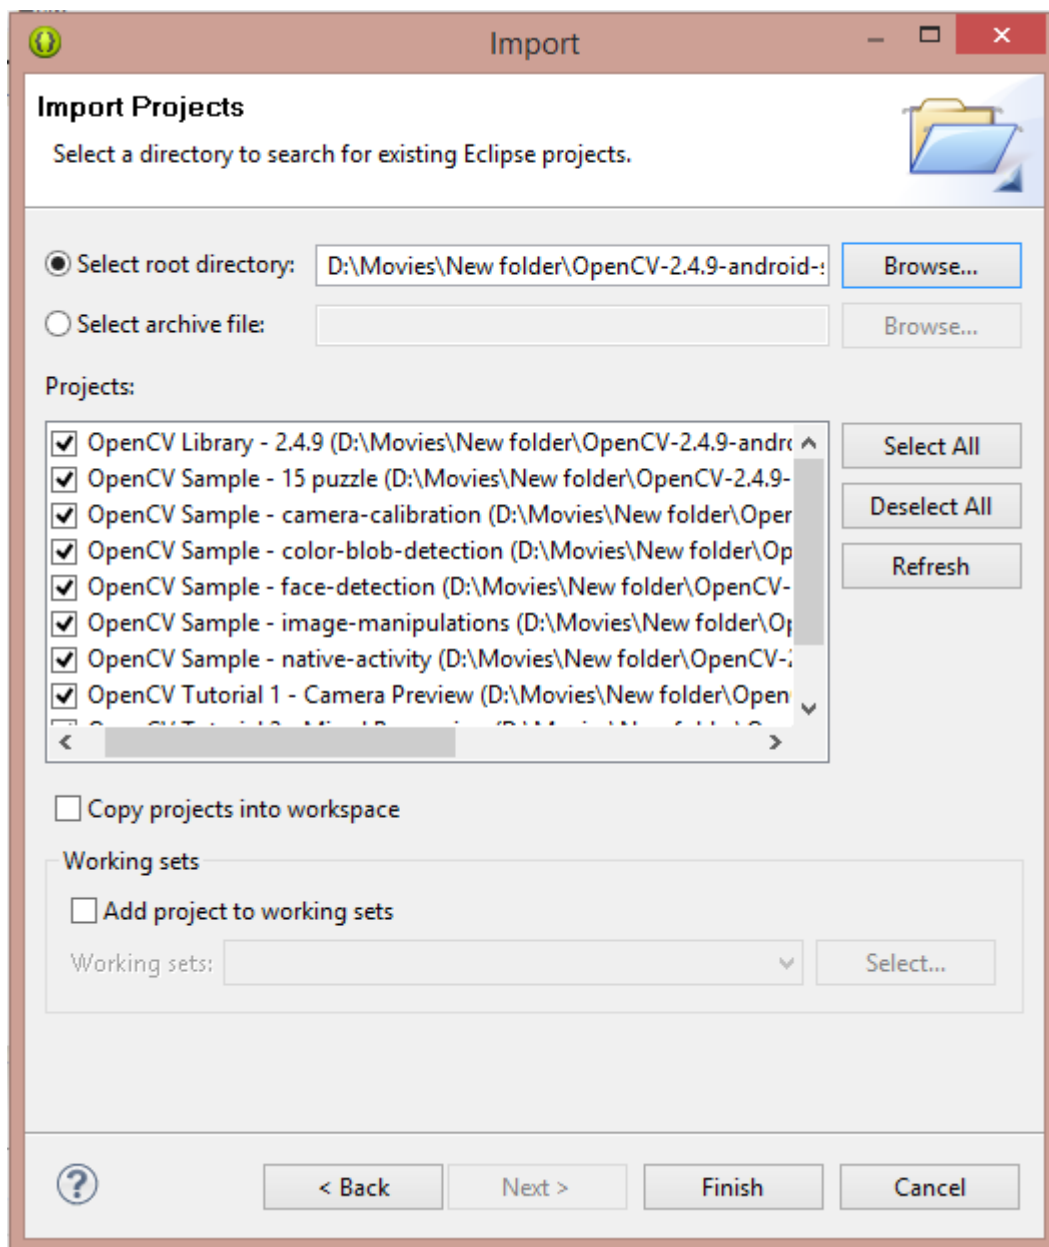 Import
Import Projects
Select a directory to search for existing Eclipse projects.
Select root directory: D:\Movies\New folder\OpenCV-2.4.9-android-s Browse...
Select archive file: Browse...
Projects:
OpenCV Library - 2.4.9 (D:\Movies\New folder\OpenCV-2.4.9-andro
OpenCV Sample - 15 puzzle (D:\Movies\New folder\OpenCV-2.4.9-
OpenCV Sample - camera-calibration (D:\Movies\New folder\Open
OpenCV Sample - color-blob-detection (D:\Movies\New folder\Op
OpenCV Sample - face-detection (D:\Movies\New folder\OpenCV-
OpenCV Sample - image-manipulations (D:\Movies\New folder\Op
OpenCV Sample - native-activity (D:\Movies\New folder\OpenCV-2
OpenCV Tutorial 1 - Camera Preview (D:\Movies\New folder\Open
Select All
Deselect All
Refresh
Copy projects into workspace
Working sets
Add project to working sets
Working sets: Select...
< Back Next > Finish Cancel